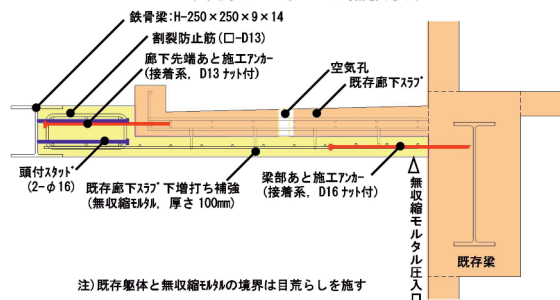 鉄骨梁:H-250×250×9×14
割裂防止筋(□-D13)
廊下先端あと施工アンカー
(接着系, D13 ナット付)
空気孔
既存廊下スラブ
頭付スタッド
(2-φ16)
既存廊下スラブ下増打ち補強
(無収縮モルタル, 厚さ 100mm)
梁部あと施工アンカー
(接着系, D16 ナット付)
無収縮モルタル圧入口
既存梁
注)既存躯体と無収縮モルタルの境界は目荒らしを施す